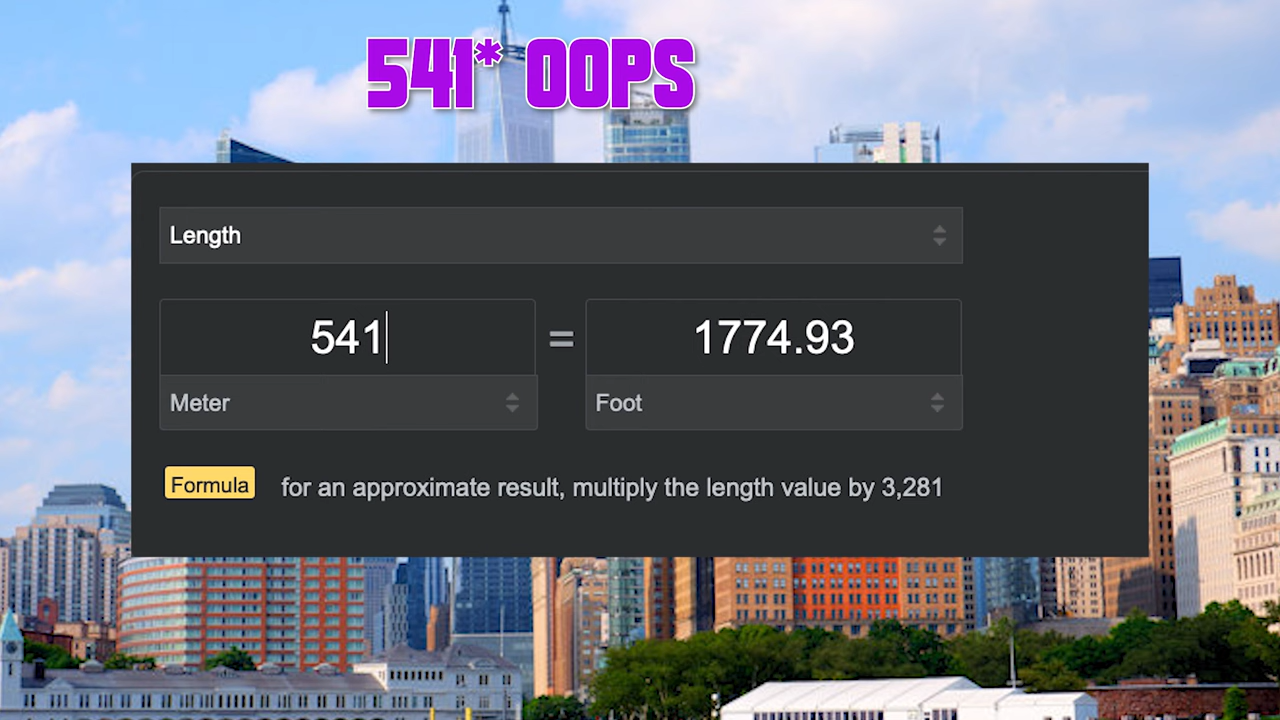 541* OOPS
Length
541 = 1774.93
Meter Foot
Formula for an approximate result, multiply the length value by 3,281